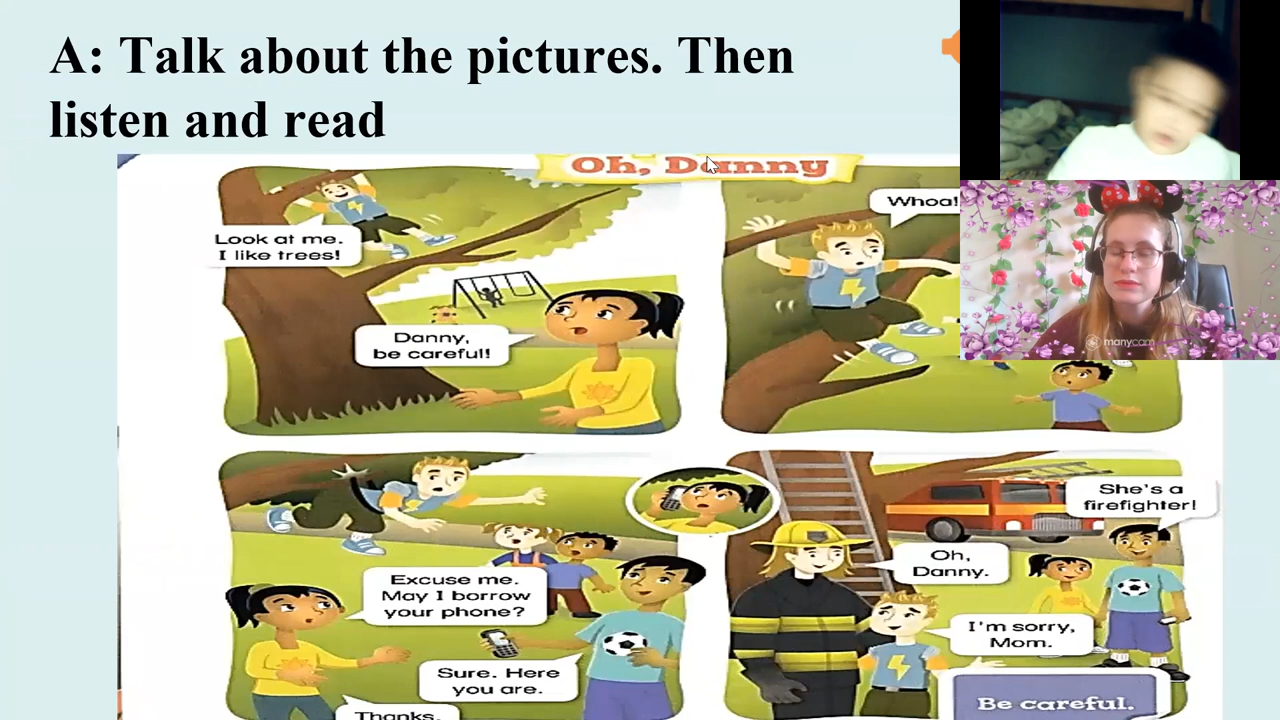 A: Talk about the pictures. Then
listen and read
Oh, Danny
Look at me.
I like trees!
Danny,
be careful!
Whoa!
Excuse me.
May I borrow
your phone?
Sure. Here
you are.
Thanks.
She's a
firefighter!
Oh,
Danny.
I'm sorry,
Mom.
Be careful.
manycam